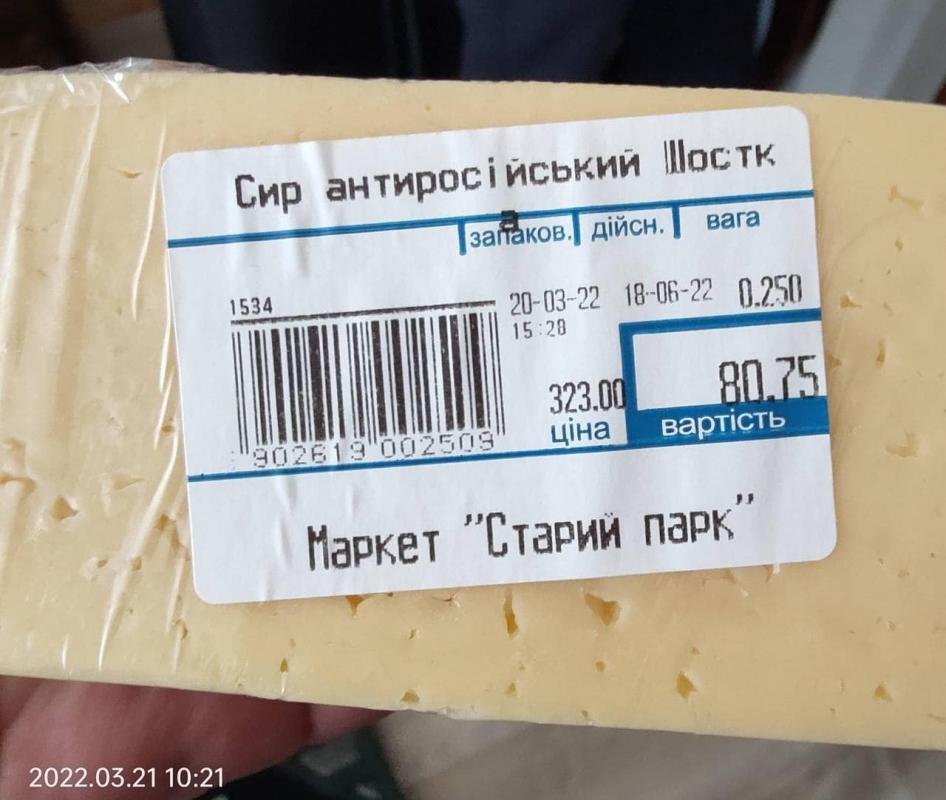 Сир антиросійський Шостк
а
запаков. дійсн. вага
1534
20-03-22 18-06-22 0.250
15:28
323.00 80.75
ціна вартість
902619 002509
Маркет "Старий парк"
2022.03.21 10:21